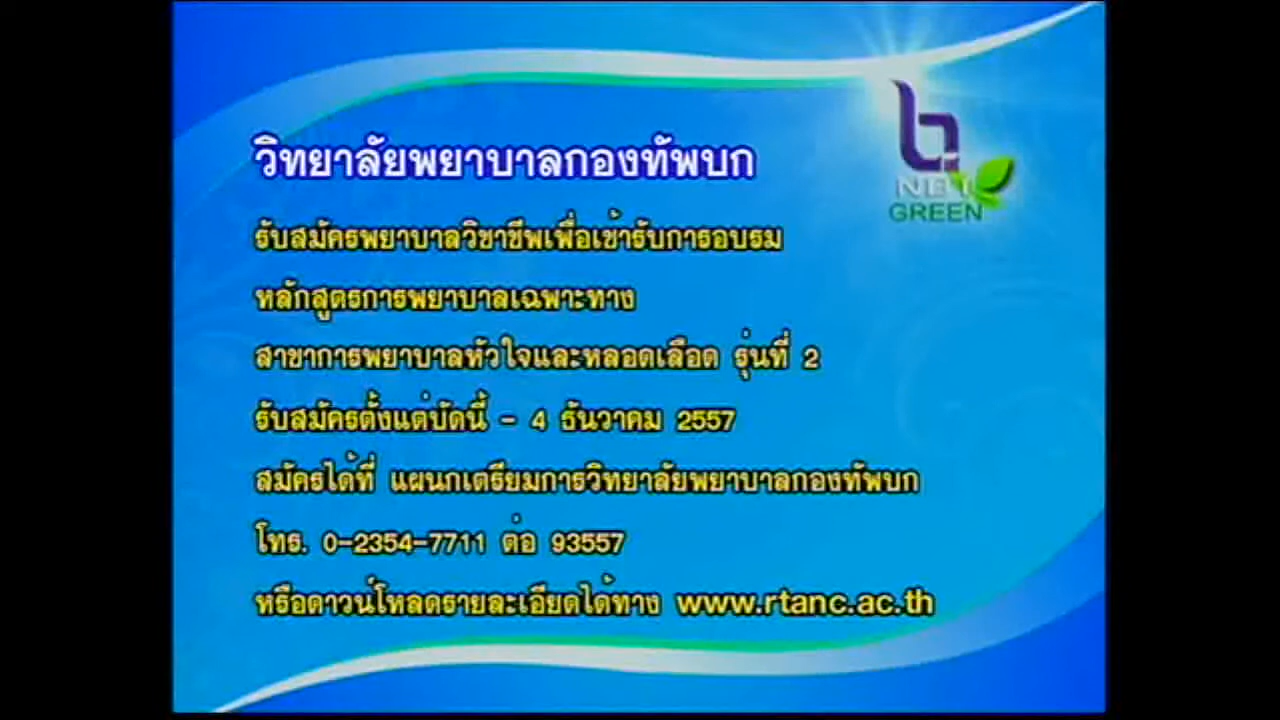 วิทยาลัยพยาบาลกองทัพบก
รับสมัครพยาบาลวิชาชีพเพื่อเข้ารับการอบรม
หลักสูตรการพยาบาลเฉพาะทาง
สาขาการพยาบาลหัวใจและหลอดเลือด รุ่นที่ 2
รับสมัครตั้งแต่บัดนี้ - 4 ธันวาคม 2557
สมัครได้ที่ แผนกเตรียมการวิทยาลัยพยาบาลกองทัพบก
โทร. 0-2354-7711 ต่อ 93557
หรือดาวน์โหลดรายละเอียดได้ทาง www.rtanc.ac.th
NBT
GREEN